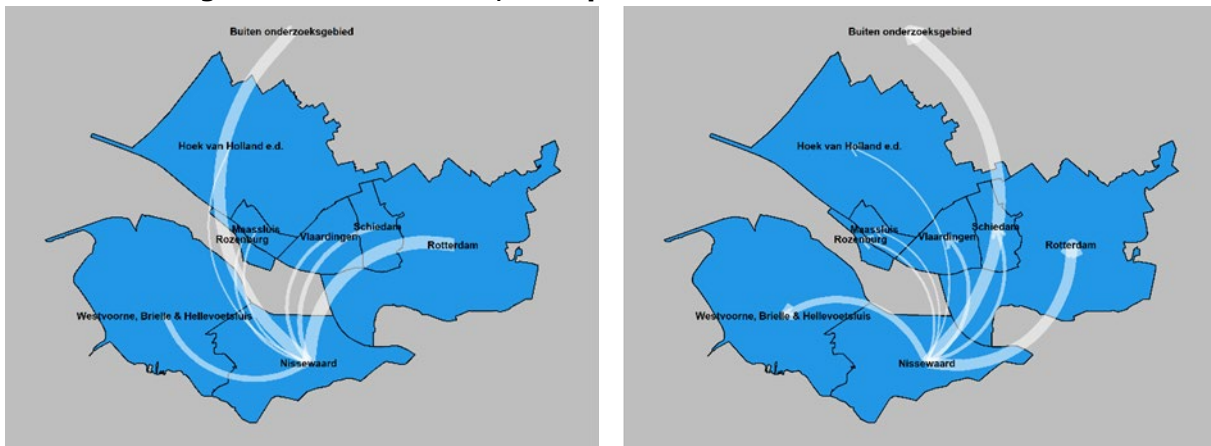 Buiten onderzoeksgebied
Hoek van Holland e.d.
Maassluis
Rozenburg
Vlaardingen
Schiedam
Rotterdam
Westvoorne, Brielle & Hellevoetsluis
Nissewaard
Buiten onderzoeksgebied
Hoek van Holland e.d.
Maassluis
Rozenburg
Vlaardingen
Schiedam
Rotterdam
Westvoorne, Brielle & Hellevoetsluis
Nissewaard